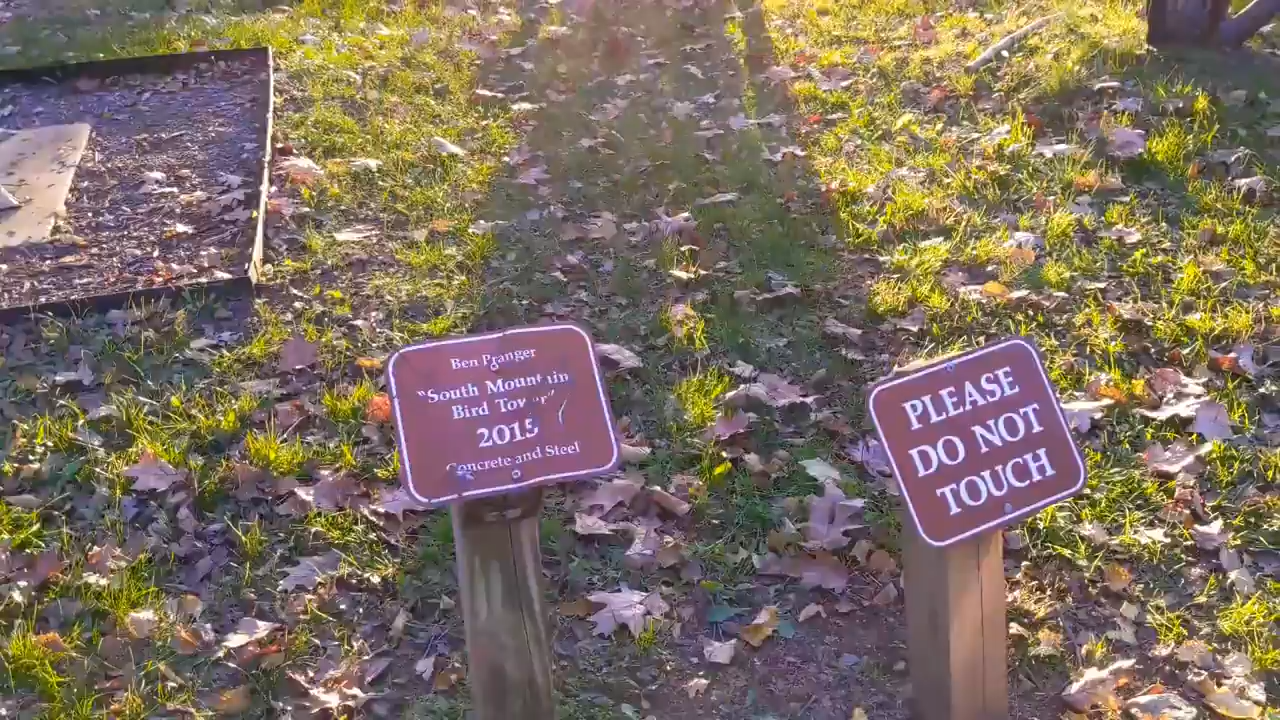 Ben Pranger
"South Mountain
Bird Tower"
2015
Concrete and Steel
PLEASE
DO NOT
TOUCH